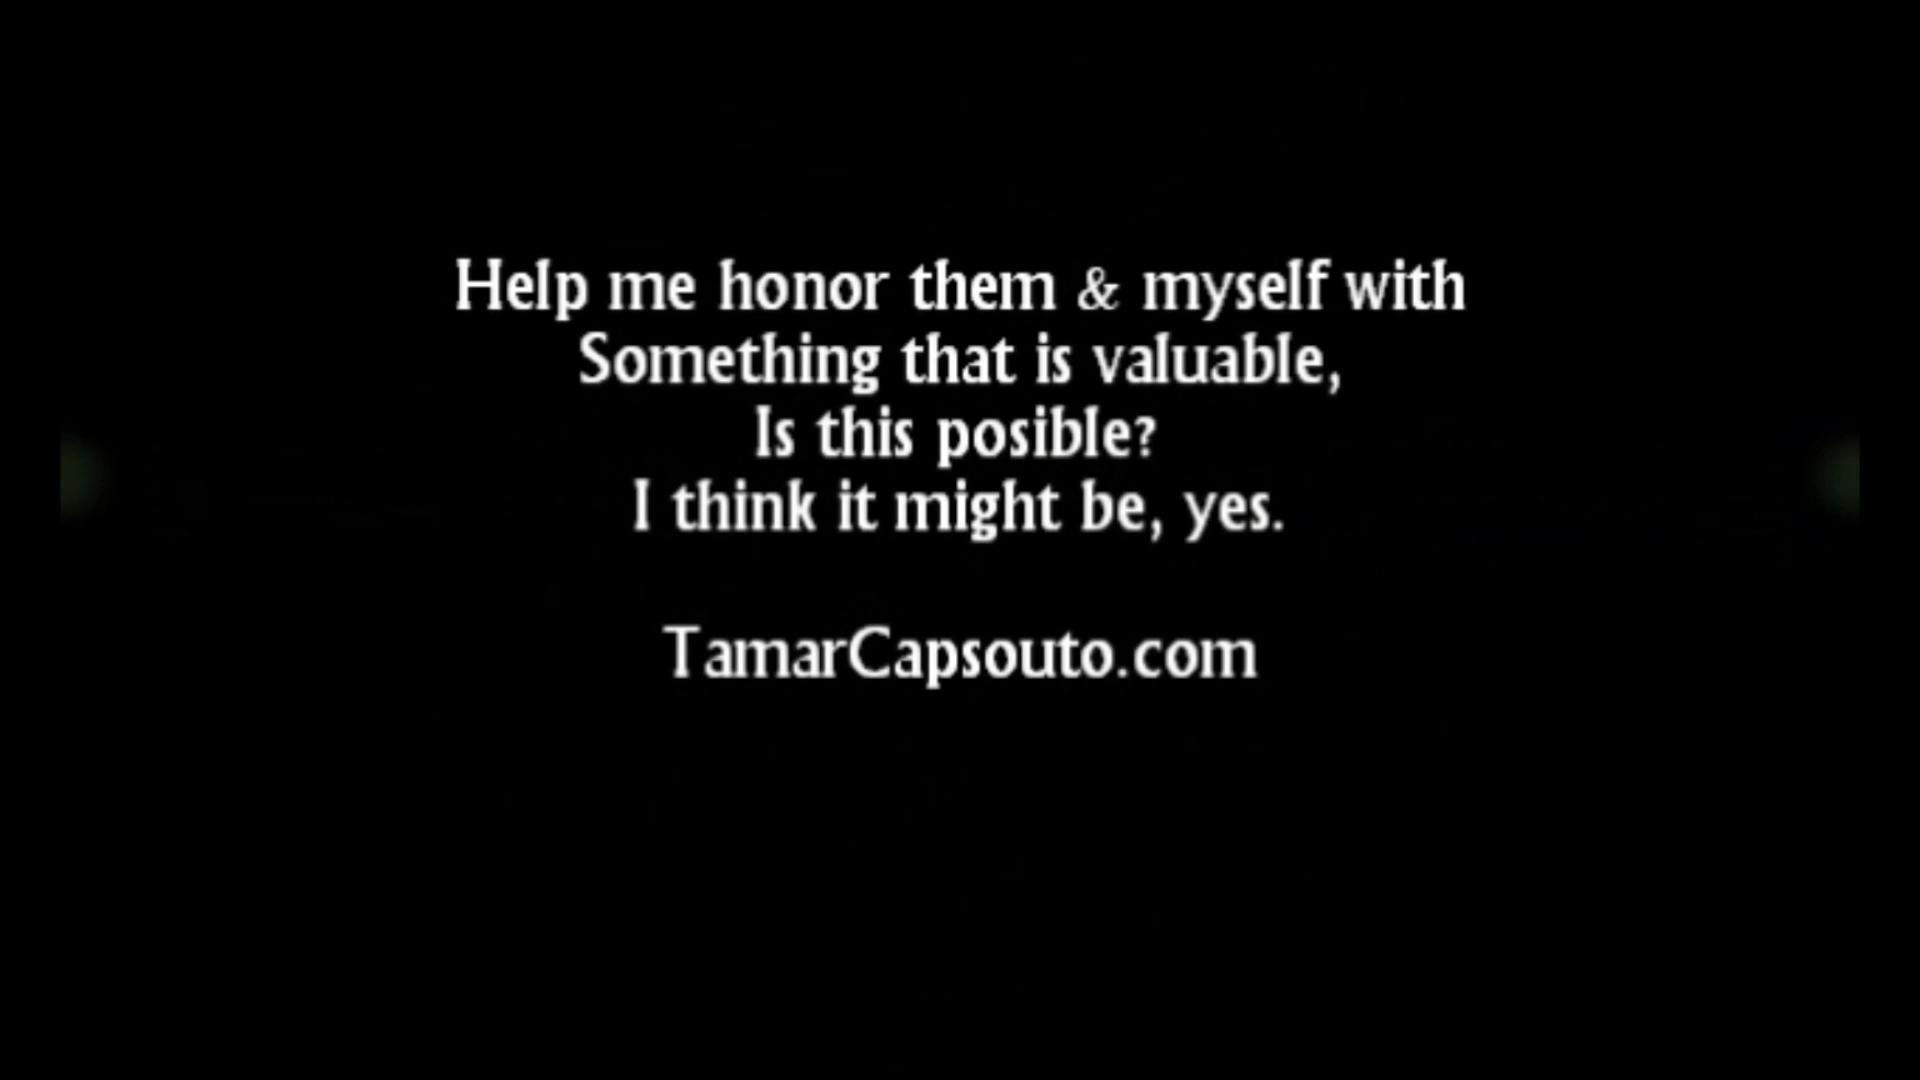 Help me honor them & myself with
Something that is valuable,
Is this posible?
I think it might be, yes.
TamarCapsouto.com